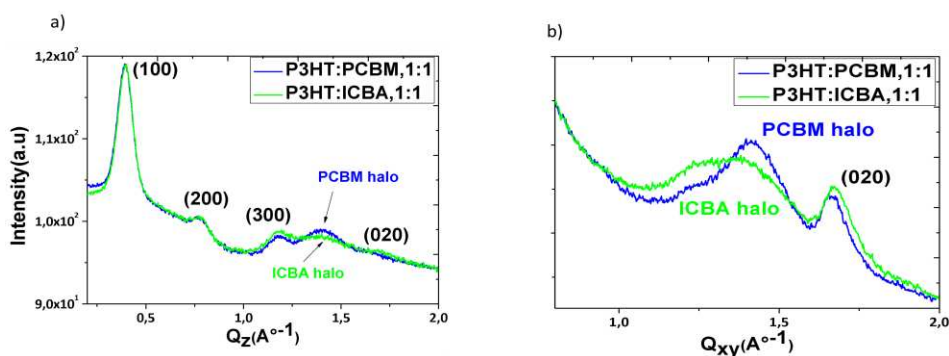 a)
1,2x10²
1,1x10²
1,0x10²
9,0x10¹
Intensity(a.u)
(100)
P3HT:PCBM,1:1
P3HT:ICBA,1:1
PCBM halo
(200)
(300)
(020)
ICBA halo
0,5
1,0
1,5
2,0
Qz(A°-1)
b)
P3HT:PCBM,1:1
P3HT:ICBA,1:1
PCBM halo
(020)
ICBA halo
1,0
1,5
2,0
Qxy(A°-1)